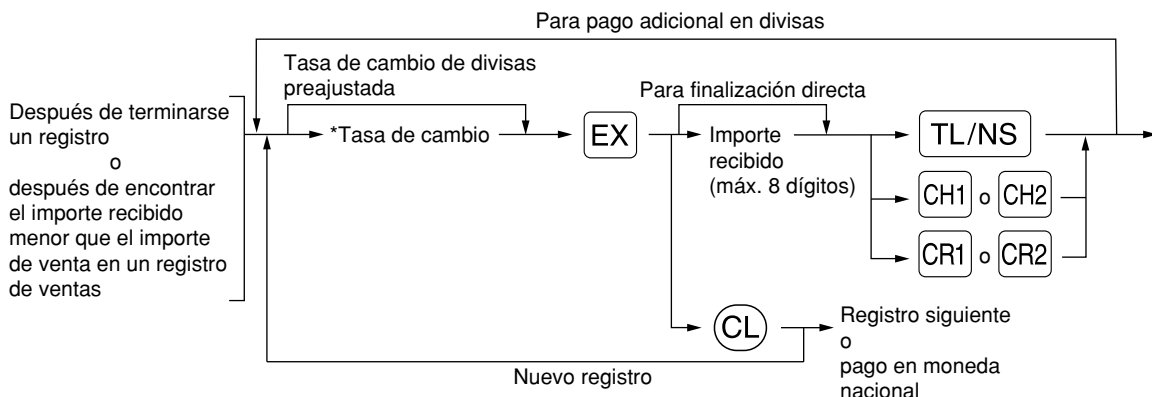 Para pago adicional en divisas
Tasa de cambio de divisas
preajustada
Para finalización directa
Después de terminarse
un registro
o
después de encontrar
el importe recibido
menor que el importe
de venta en un registro
de ventas
*Tasa de cambio
EX
Importe
recibido
(máx. 8 dígitos)
TL/NS
CH1 o CH2
CR1 o CR2
CL
Registro siguiente
o
pago en moneda
nacional
Nuevo registro